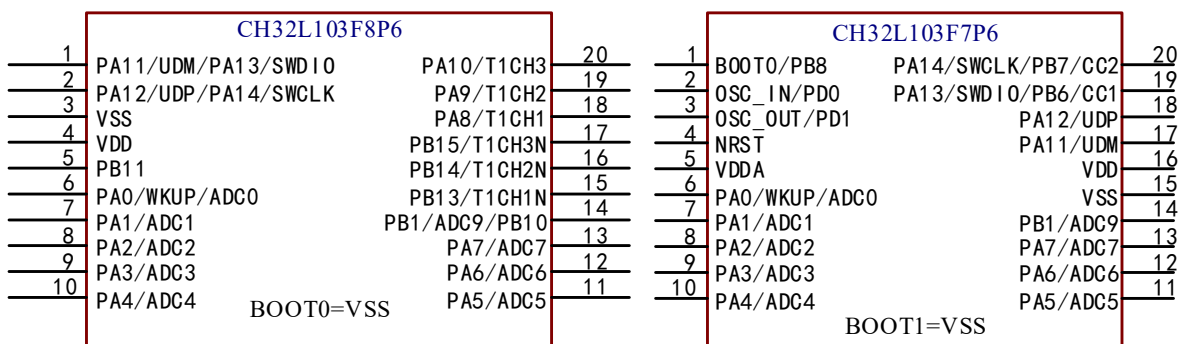 CH32L103F8P6
1 PA11/UDM/PA13/SWDIO PA10/T1CH3 20
2 PA12/UDP/PA14/SWCLK PA9/T1CH2 19
3 VSS PA8/T1CH1 18
4 VDD PB15/T1CH3N 17
5 PB11 PB14/T1CH2N 16
6 PA0/WKUP/ADC0 PB13/T1CH1N 15
7 PA1/ADC1 PB1/ADC9/PB10 14
8 PA2/ADC2 PA7/ADC7 13
9 PA3/ADC3 PA6/ADC6 12
10 PA4/ADC4 PA5/ADC5 11
BOOT0=VSS
CH32L103F7P6
1 BOOT0/PB8 PA14/SWCLK/PB7/CC2 20
2 OSC_IN/PD0 PA13/SWDIO/PB6/CC1 19
3 OSC_OUT/PD1 PA12/UDP 18
4 NRST PA11/UDM 17
5 VDDA VDD 16
6 PA0/WKUP/ADC0 VSS 15
7 PA1/ADC1 PB1/ADC9 14
8 PA2/ADC2 PA7/ADC7 13
9 PA3/ADC3 PA6/ADC6 12
10 PA4/ADC4 PA5/ADC5 11
BOOT1=VSS